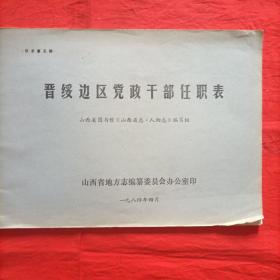 晋绥边区党政干部任职表
山西省图书馆《山西省志·人物志》编写组
山西省地方志编纂委员会办公室印
一九八四年四月